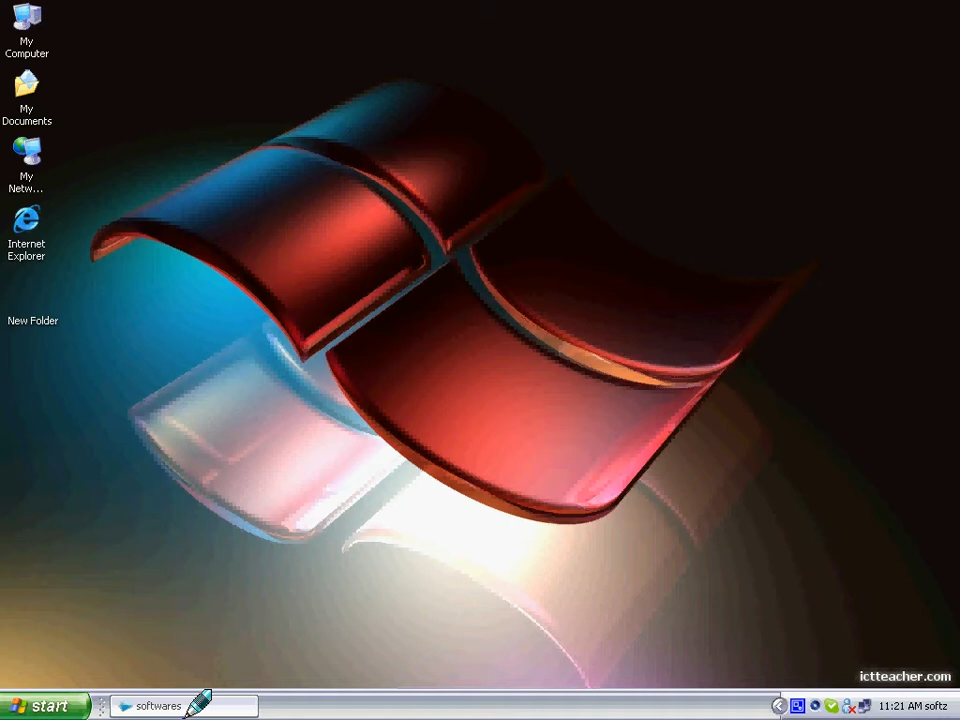 My
Computer
My
Documents
My
Netw...
Internet
Explorer
New Folder
ictteacher.com
start
softwares
11:21 AM softz